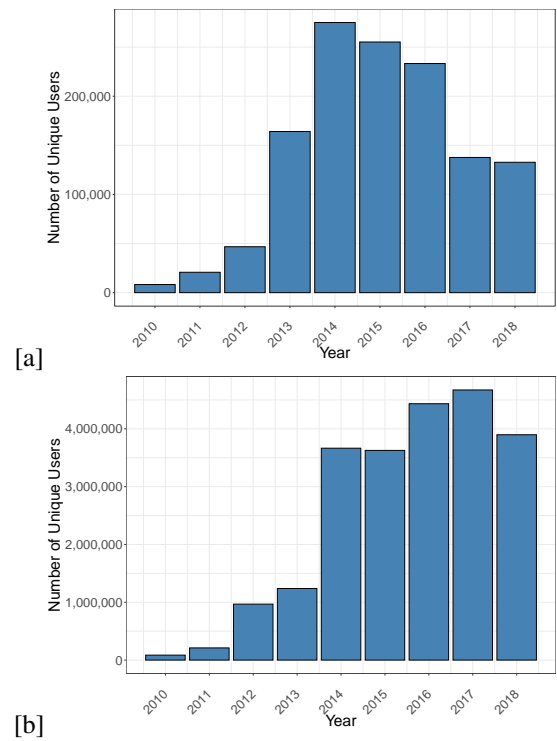 Number of Unique Users
200,000
100,000
0
2010 2011 2012 2013 2014 2015 2016 2017 2018
Year
[a]
Number of Unique Users
4,000,000
3,000,000
2,000,000
1,000,000
0
2010 2011 2012 2013 2014 2015 2016 2017 2018
Year
[b]